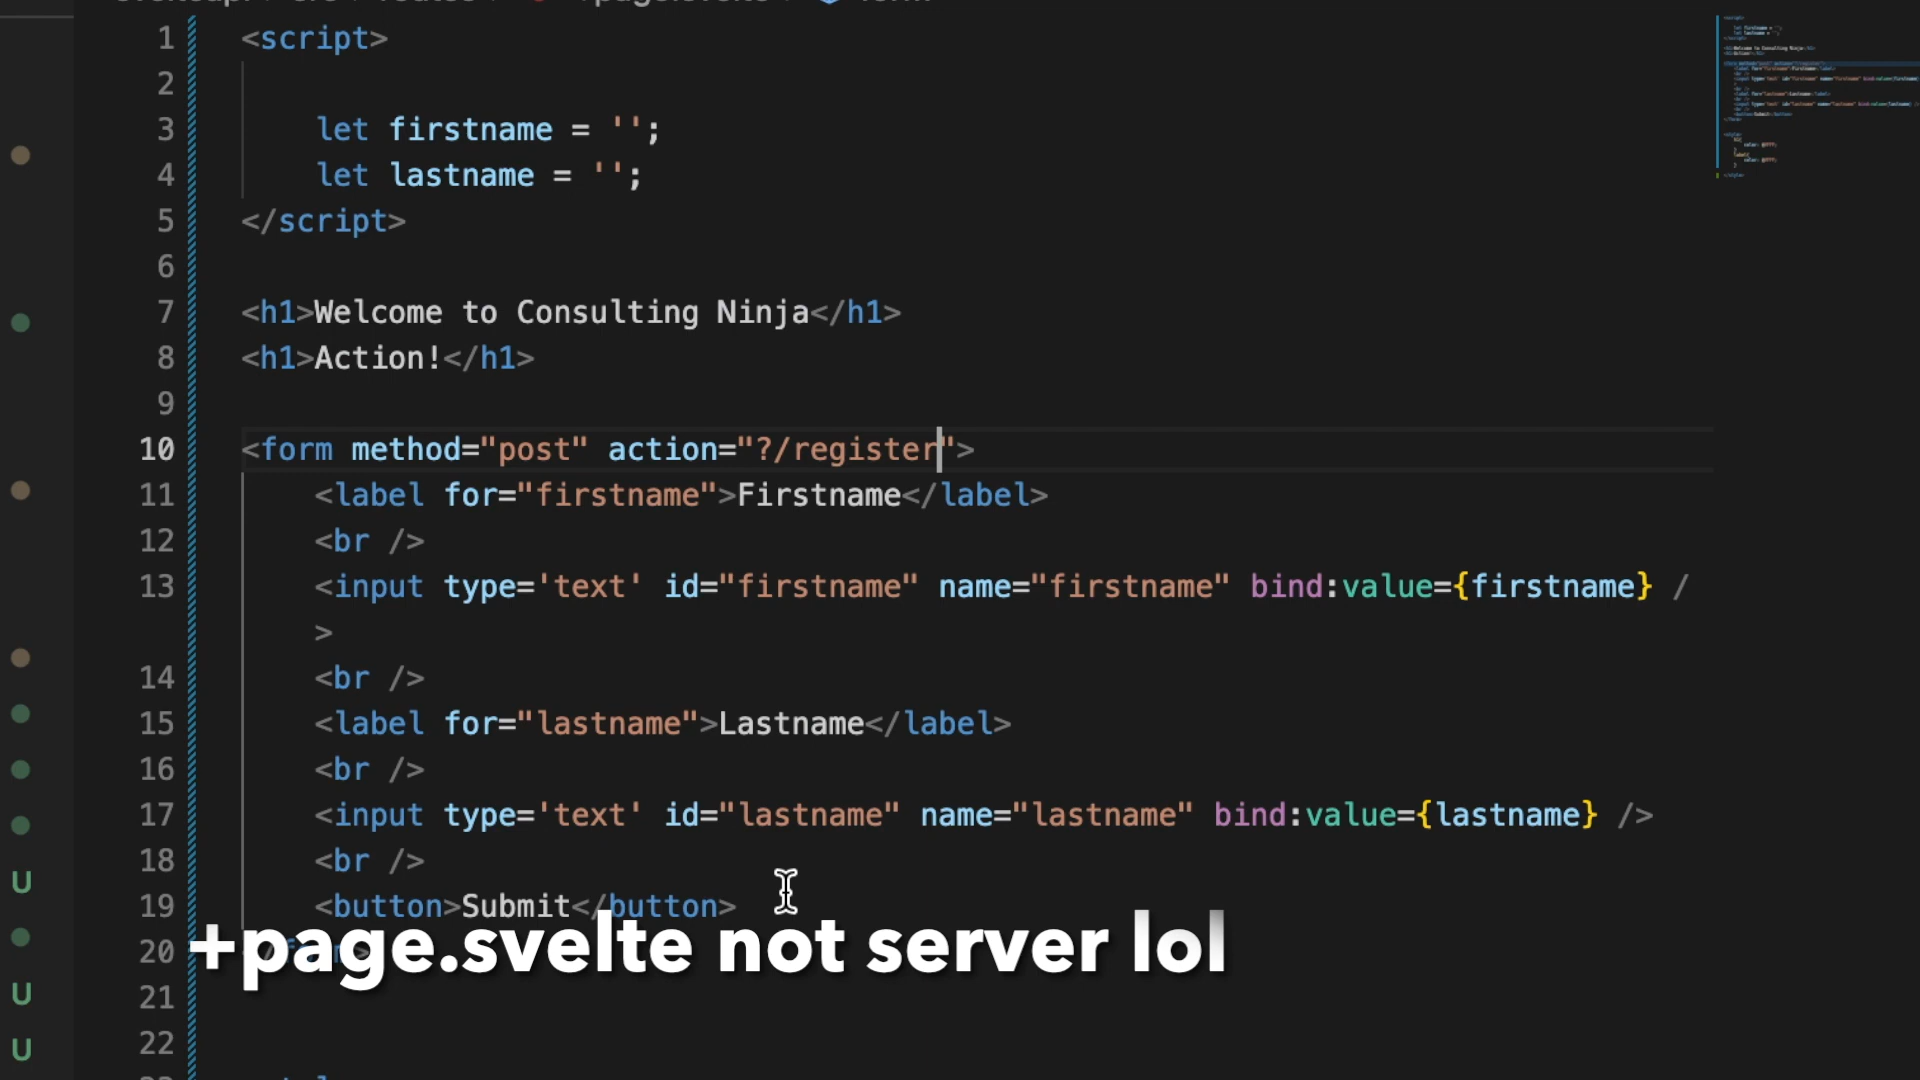 1 <script>
2
3 let firstname = '';
4 let lastname = '';
5 </script>
6
7 <h1>Welcome to Consulting Ninja</h1>
8 <h1>Action!</h1>
9
10 <form method="post" action="?/register">
11 <label for="firstname">Firstname</label>
12 <br />
13 <input type='text' id="firstname" name="firstname" bind:value={firstname} /
>
14 <br />
15 <label for="lastname">Lastname</label>
16 <br />
17 <input type='text' id="lastname" name="lastname" bind:value={lastname} />
18 <br />
19 <button>Submit</button>
+page.svelte not server lol
20
21
22
U
U
U